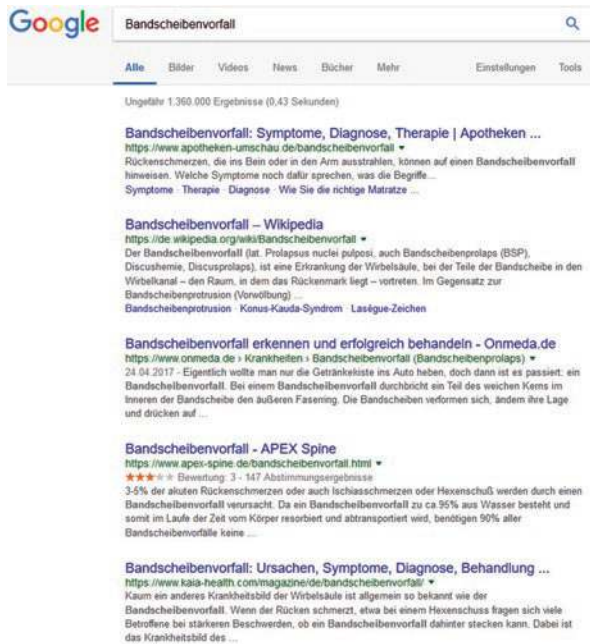 Google
Bandscheibenvorfall
Alle Bilder Videos News Bücher Mehr Einstellungen Tools
Ungefähr 1.360.000 Ergebnisse (0,43 Sekunden)
Bandscheibenvorfall: Symptome, Diagnose, Therapie | Apotheken ...
https://www.apotheken-umschau.de/bandscheibenvorfall
Rückenschmerzen, die ins Bein oder in den Arm ausstrahlen, können auf einen Bandscheibenvorfall
hinweisen. Welche Symptome noch dafür sprechen, was die Begriffe...
Symptome · Therapie · Diagnose · Wie Sie die richtige Matratze ...
Bandscheibenvorfall – Wikipedia
https://de.wikipedia.org/wiki/Bandscheibenvorfall
Der Bandscheibenvorfall (lat. Prolapsus nuclei pulposi, auch Bandscheibenprolaps (BSP),
Discushernie, Discusprolaps), ist eine Erkrankung der Wirbelsäule, bei der Teile der Bandscheibe in den
Wirbelkanal – den Raum, in dem das Rückenmark liegt – vortreten. Im Gegensatz zur
Bandscheibenprotrusion (Vorwölbung) ...
Bandscheibenprotrusion · Konus-Kauda-Syndrom · Lasègue-Zeichen
Bandscheibenvorfall erkennen und erfolgreich behandeln - Onmeda.de
https://www.onmeda.de › Krankheiten › Bandscheibenvorfall (Bandscheibenprolaps)
24.04.2017 - Eigentlich wollte man nur die Getränkekiste ins Auto heben, doch dann ist es passiert: ein
Bandscheibenvorfall. Bei einem Bandscheibenvorfall durchbricht ein Teil des weichen Kerns im
Inneren der Bandscheibe den äußeren Faserring. Die Bandscheiben verformen sich, ändern ihre Lage
und drücken auf ...
Bandscheibenvorfall - APEX Spine
https://www.apex-spine.de/bandscheibenvorfall.html
Bewertung: 3 - 147 Abstimmungsergebnisse
3-5% der akuten Rückenschmerzen oder auch Ischiasschmerzen oder Hexenschuß werden durch einen
Bandscheibenvorfall verursacht. Da ein Bandscheibenvorfall zu ca.95% aus Wasser besteht und
somit im Laufe der Zeit vom Körper resorbiert und abtransportiert wird, benötigen 90% aller
Bandscheibenvorfälle keine ...
Bandscheibenvorfall: Ursachen, Symptome, Diagnose, Behandlung ...
https://www.kaia-health.com/magazine/de/bandscheibenvorfall/
Kaum ein anderes Krankheitsbild der Wirbelsäule ist allgemein so bekannt wie der
Bandscheibenvorfall. Wenn der Rücken schmerzt, etwa bei einem Hexenschuss fragen sich viele
Betroffene bei stärkeren Beschwerden, ob ein Bandscheibenvorfall dahinter stecken kann. Dabei ist
das Krankheitsbild des ...